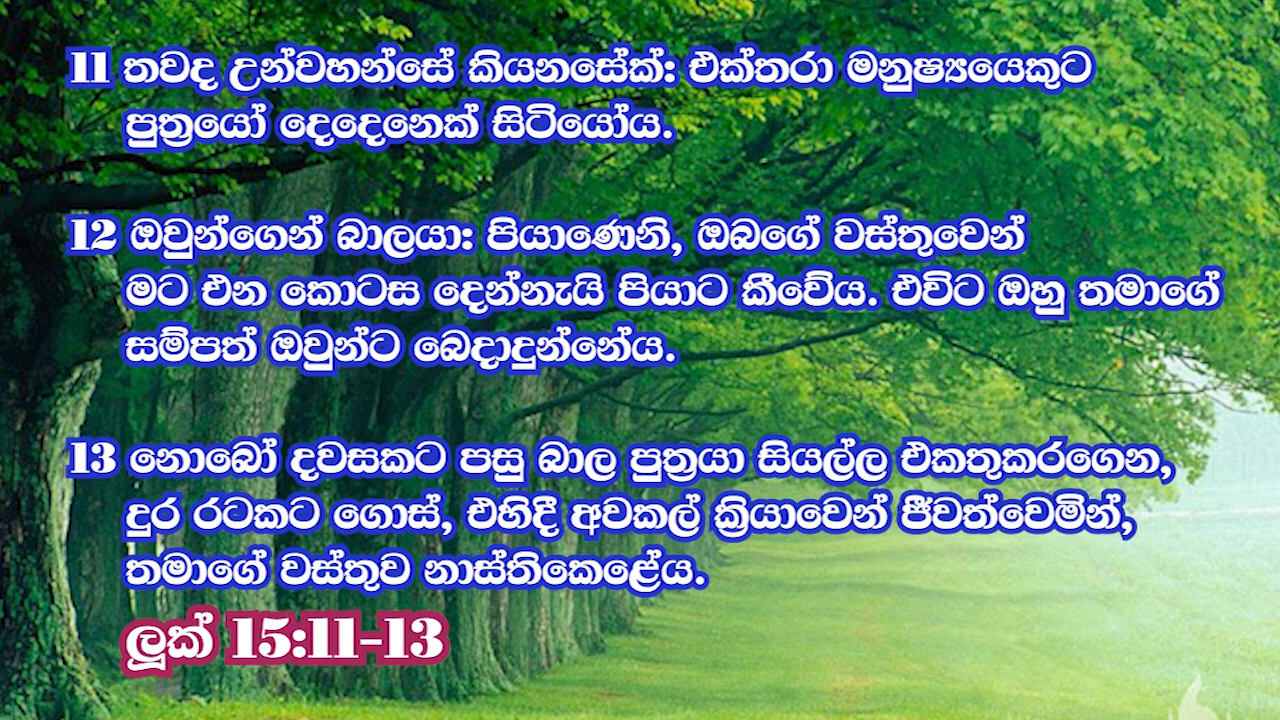 11 තවද උන්වහන්සේ කියනසේක්: එක්තරා මනුෂ්‍යයෙකුට
පුත්‍රයෝ දෙදෙනෙක් සිටියෝය.
12 ඔවුන්ගෙන් බාලයා: පියාණෙනි, ඔබගේ වස්තුවෙන්
මට එන කොටස දෙන්නැයි පියාට කීවේය. එවිට ඔහු තමාගේ
සම්පත් ඔවුන්ට බෙදාදුන්නේය.
13 නොබෝ දවසකට පසු බාල පුත්‍රයා සියල්ල එකතුකරගෙන,
දුර රටකට ගොස්, එහිදී අවකල් ක්‍රියාවෙන් ජීවත්වෙමින්,
තමාගේ වස්තුව නාස්තිකෙළේය.
ලූක් 15:11-13